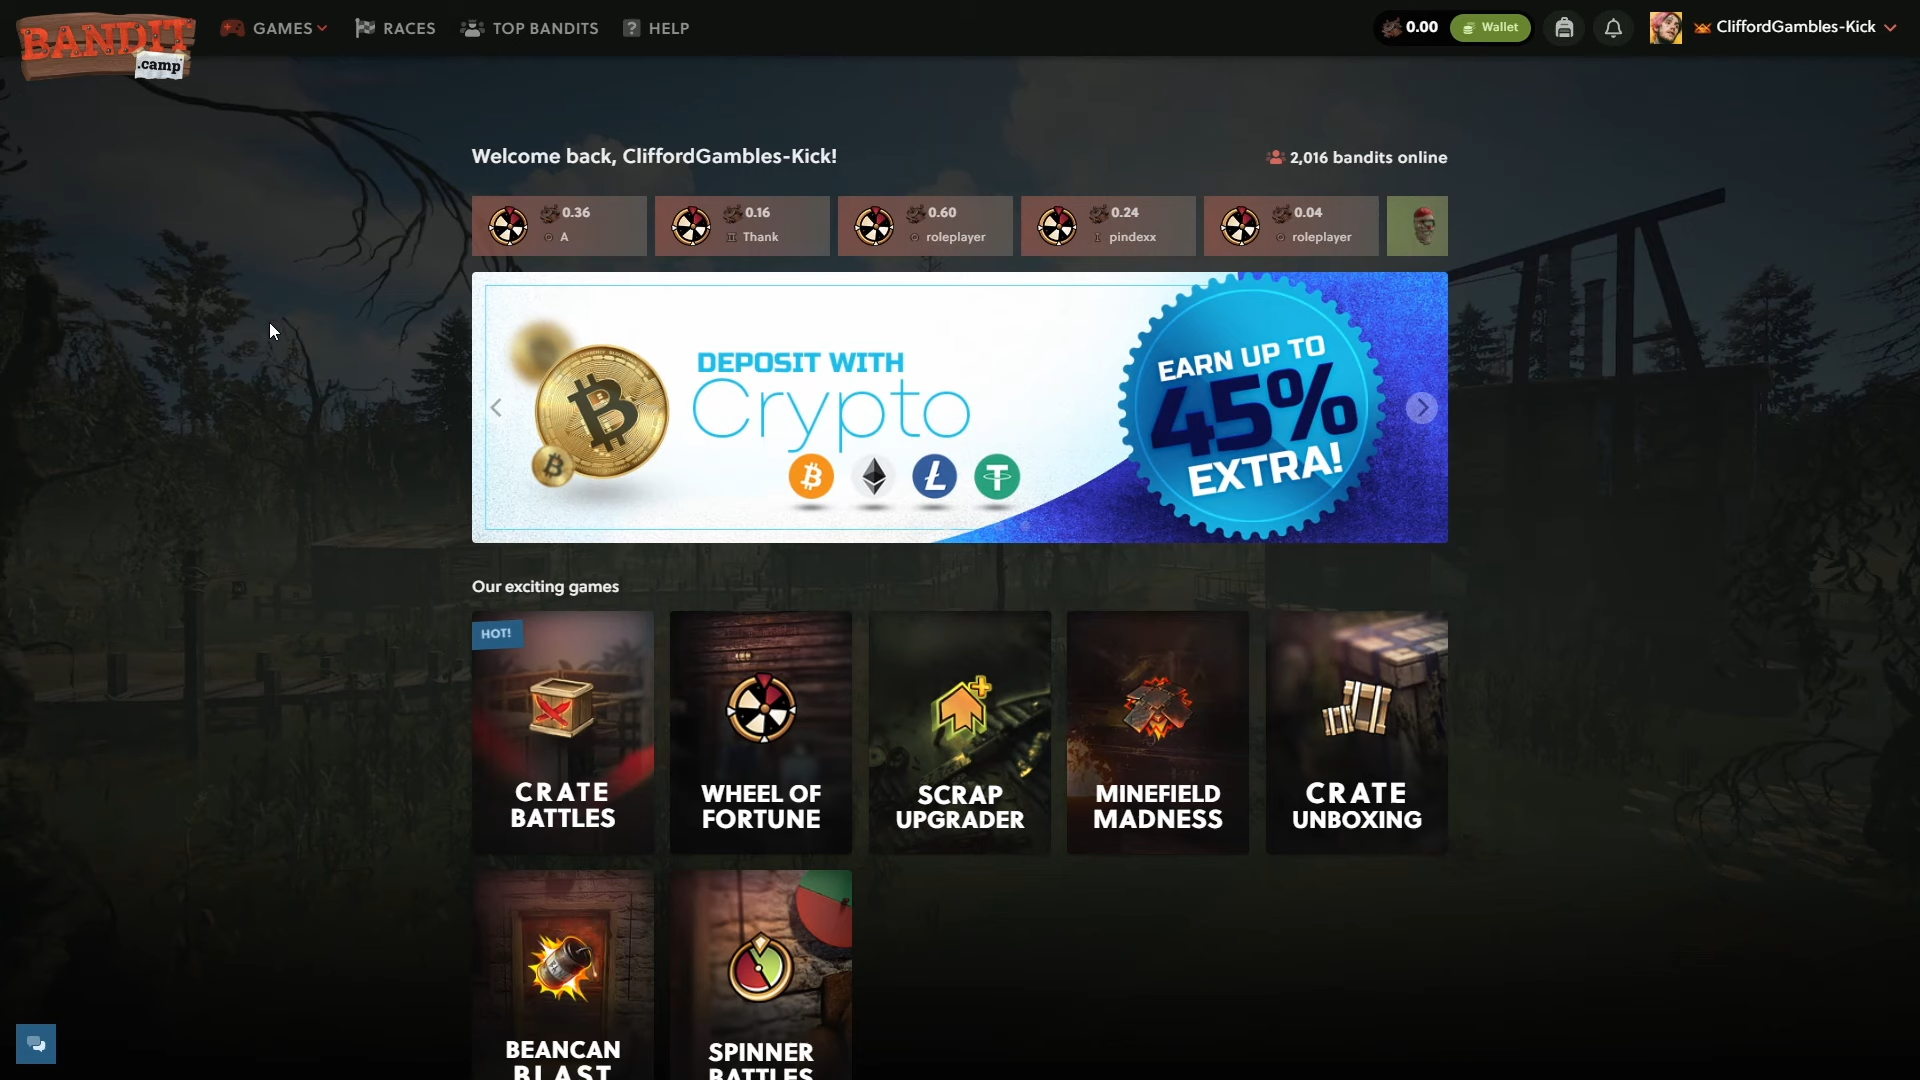 BANDIT
.camp
GAMES
RACES
TOP BANDITS
HELP
0.00
Wallet
CliffordGambles-Kick
Welcome back, CliffordGambles-Kick!
2,016 bandits online
0.36
A
0.16
Thank
0.60
roleplayer
0.24
pindexx
0.04
roleplayer
DEPOSIT WITH
Crypto
EARN UP TO
45%
EXTRA!
Our exciting games
HOT!
CRATE
BATTLES
WHEEL OF
FORTUNE
SCRAP
UPGRADER
MINEFIELD
MADNESS
CRATE
UNBOXING
BEANCAN
BLAST
SPINNER
BATTLES